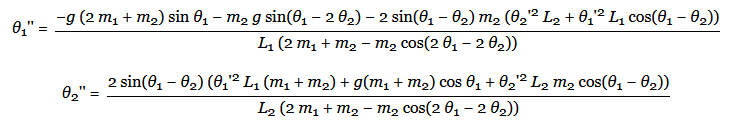 θ₁'' = −g (2 m₁ + m₂) sin θ₁ − m₂ g sin(θ₁ − 2 θ₂) − 2 sin(θ₁ − θ₂) m₂ (θ₂'² L₂ + θ₁'² L₁ cos(θ₁ − θ₂)) / L₁ (2 m₁ + m₂ − m₂ cos(2 θ₁ − 2 θ₂))
θ₂'' = 2 sin(θ₁ − θ₂) (θ₁'² L₁ (m₁ + m₂) + g(m₁ + m₂) cos θ₁ + θ₂'² L₂ m₂ cos(θ₁ − θ₂)) / L₂ (2 m₁ + m₂ − m₂ cos(2 θ₁ − 2 θ₂))